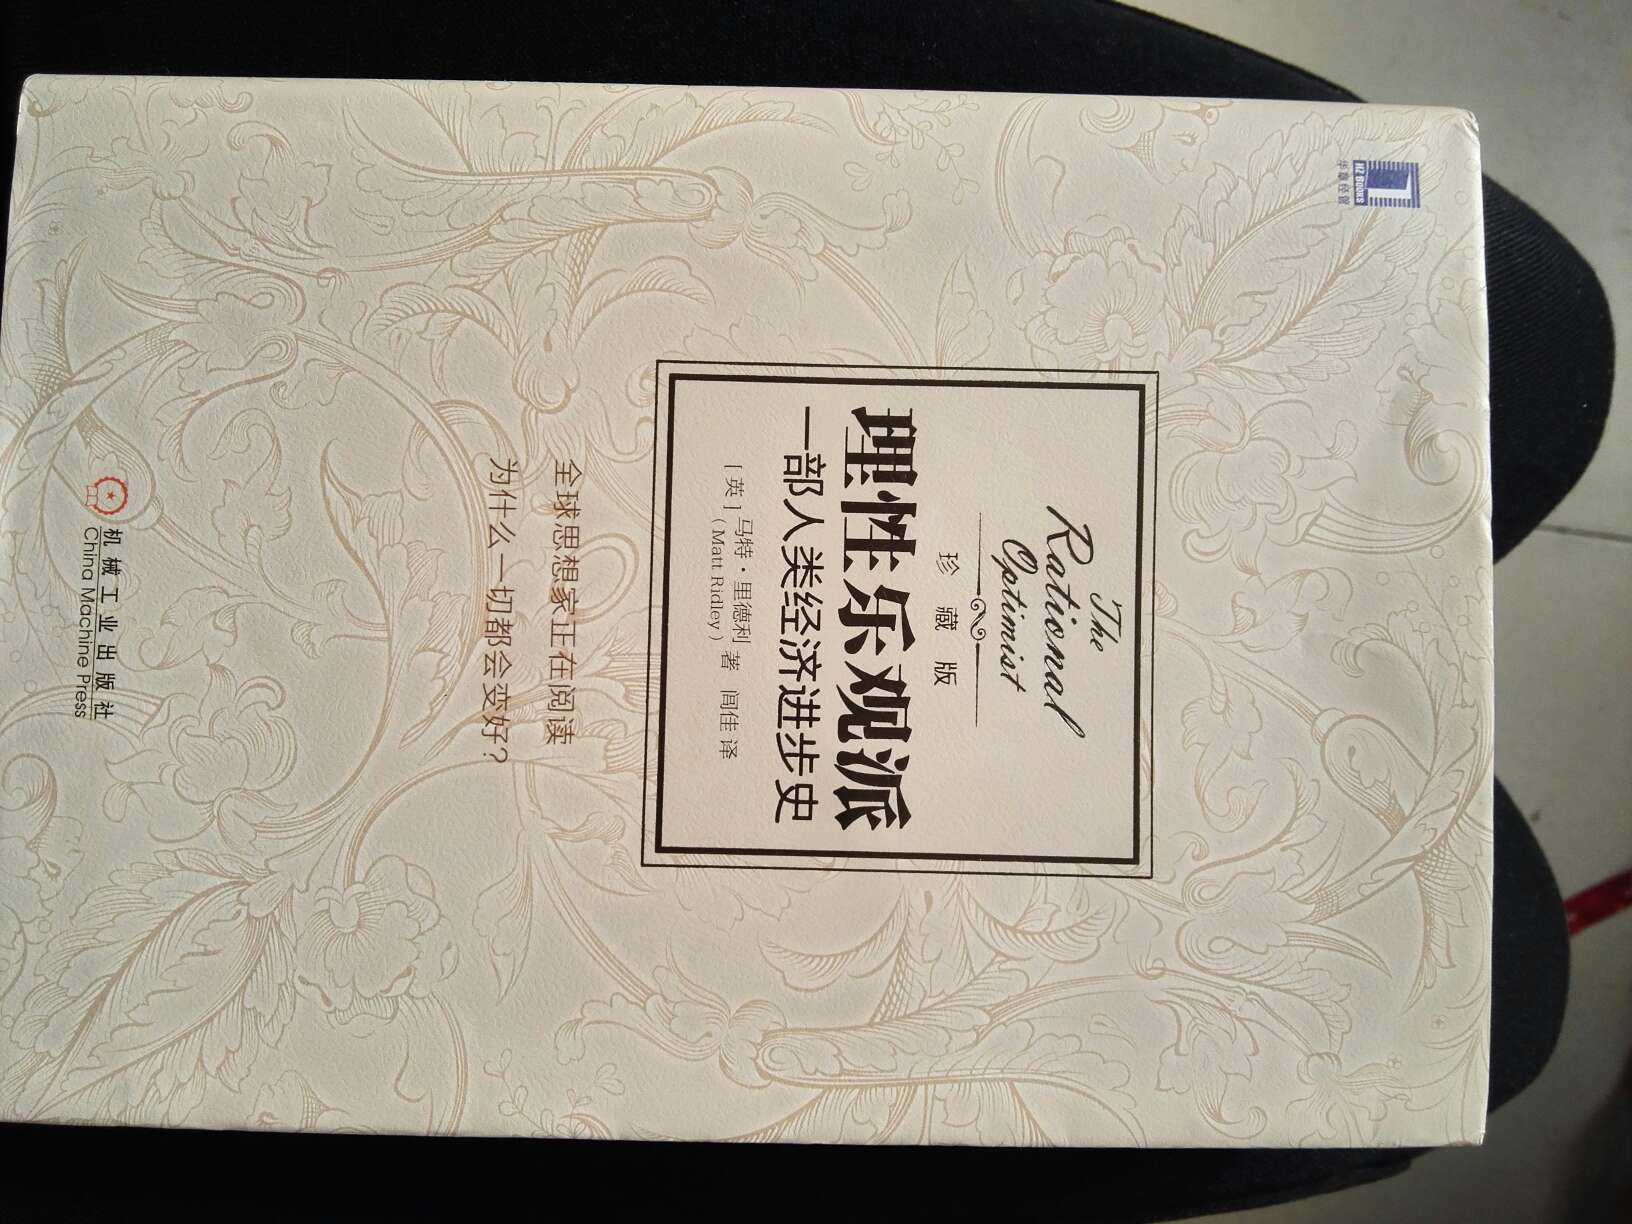 HZ BOOKS
华章经管
The
Rational
Optimist
珍藏版
理性乐观派
一部人类经济进步史
[英] 马特·里德利 著 闾佳 译
(Matt Ridley)
全球思想家正在阅读
为什么一切都会变好?
机械工业出版社
China Machine Press